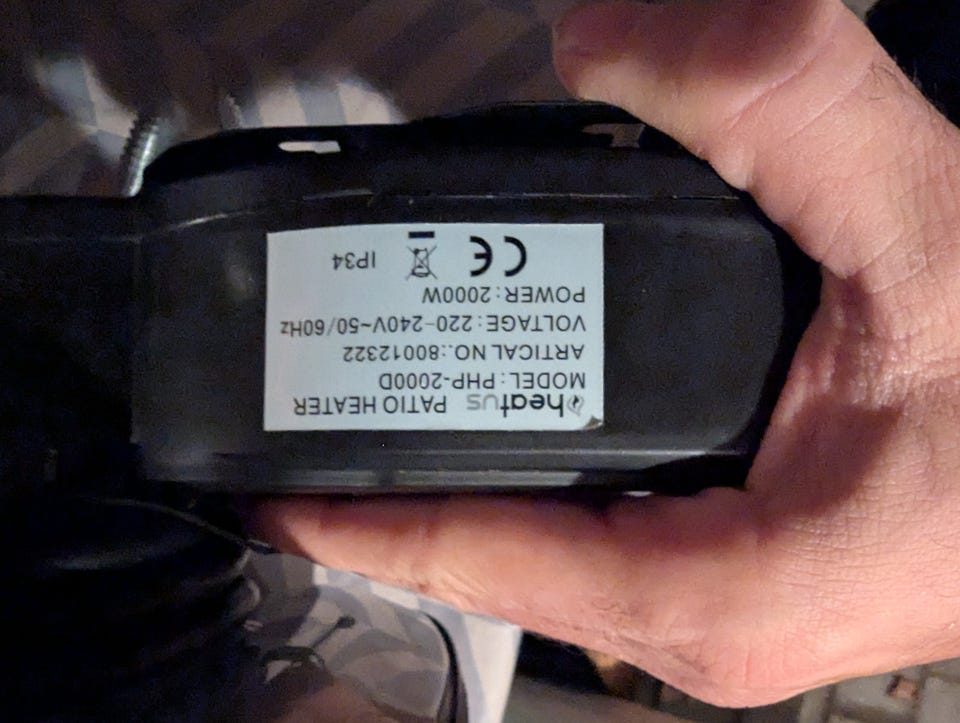 heatus PATIO HEATER
MODEL: PHP-2000D
ARTICAL NO.:80012322
VOLTAGE: 220-240V~50/60Hz
POWER: 2000W
CE IP34